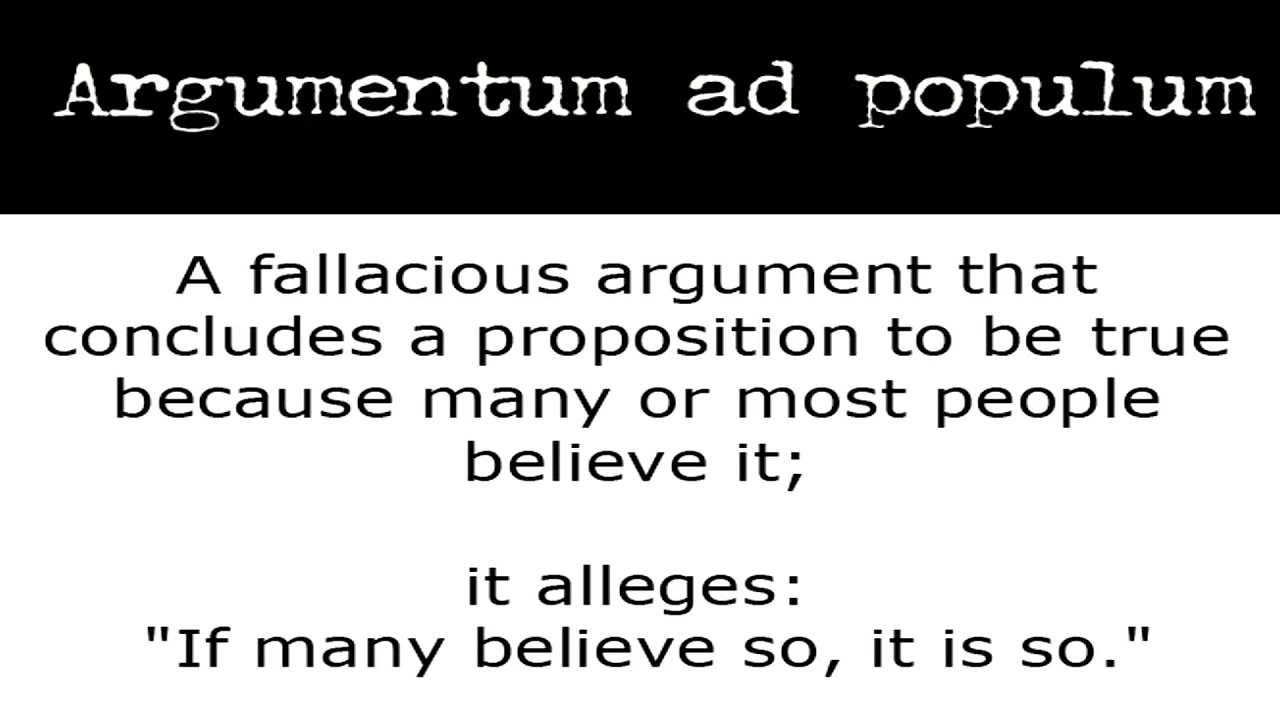 Argumentum ad populum
A fallacious argument that
concludes a proposition to be true
because many or most people
believe it;
it alleges:
"If many believe so, it is so."